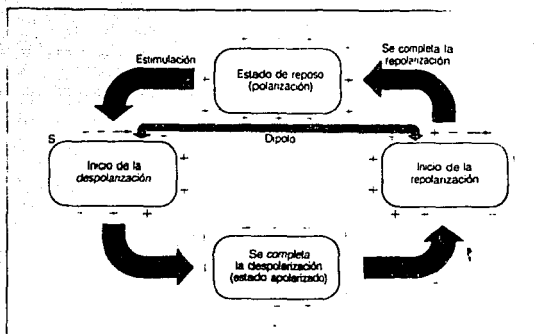 Se completa la
repolarización
Estimulación
Estado de reposo
(polarización)
Dipolo
S
Inicio de la
despolarización
Inicio de la
repolarización
Se completa
la despolarización
(estado apolarizado)